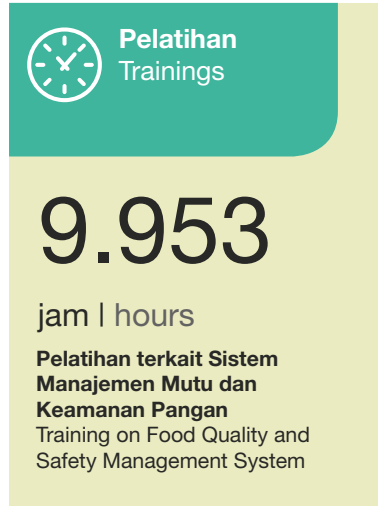 Pelatihan
Trainings
9.953
jam | hours
Pelatihan terkait Sistem
Manajemen Mutu dan
Keamanan Pangan
Training on Food Quality and
Safety Management System